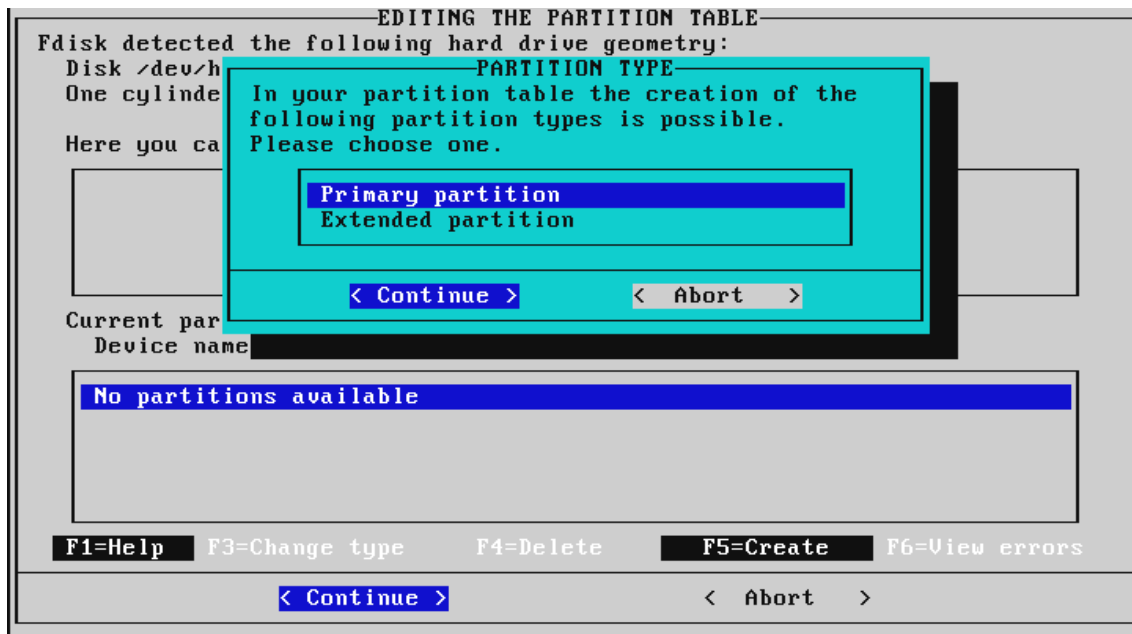 EDITING THE PARTITION TABLE
Fdisk detected the following hard drive geometry:
Disk /dev/h
PARTITION TYPE
One cylinde
In your partition table the creation of the
following partition types is possible.
Here you ca
Please choose one.
Primary partition
Extended partition
< Continue > < Abort >
Current par
Device name
No partitions available
F1=Help F3=Change type F4=Delete F5=Create F6=View errors
< Continue > < Abort >